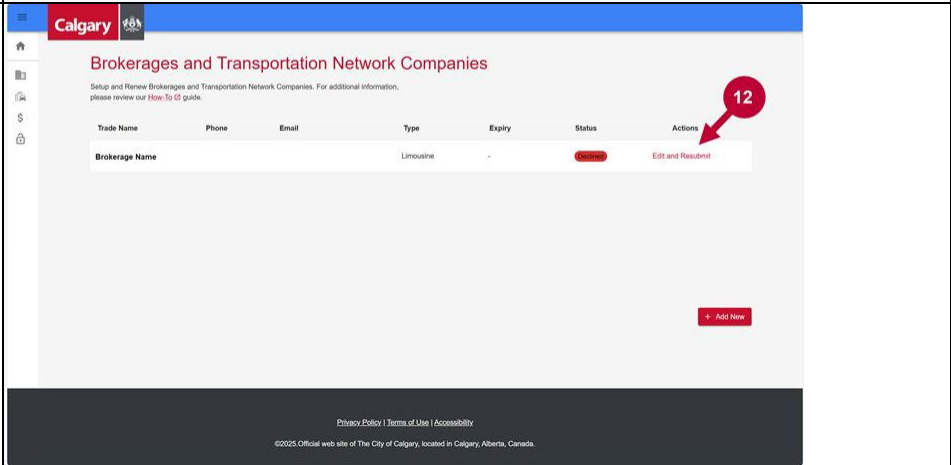 Calgary
Brokerages and Transportation Network Companies
Setup and Renew Brokerages and Transportation Network Companies. For additional information,
please review our How-To guide.
12
Trade Name Phone Email Type Expiry Status Actions
Brokerage Name Limousine - Declined Edit and Resubmit
+ Add New
Privacy Policy | Terms of Use | Accessibility
©2025.Official web site of The City of Calgary, located in Calgary, Alberta, Canada.